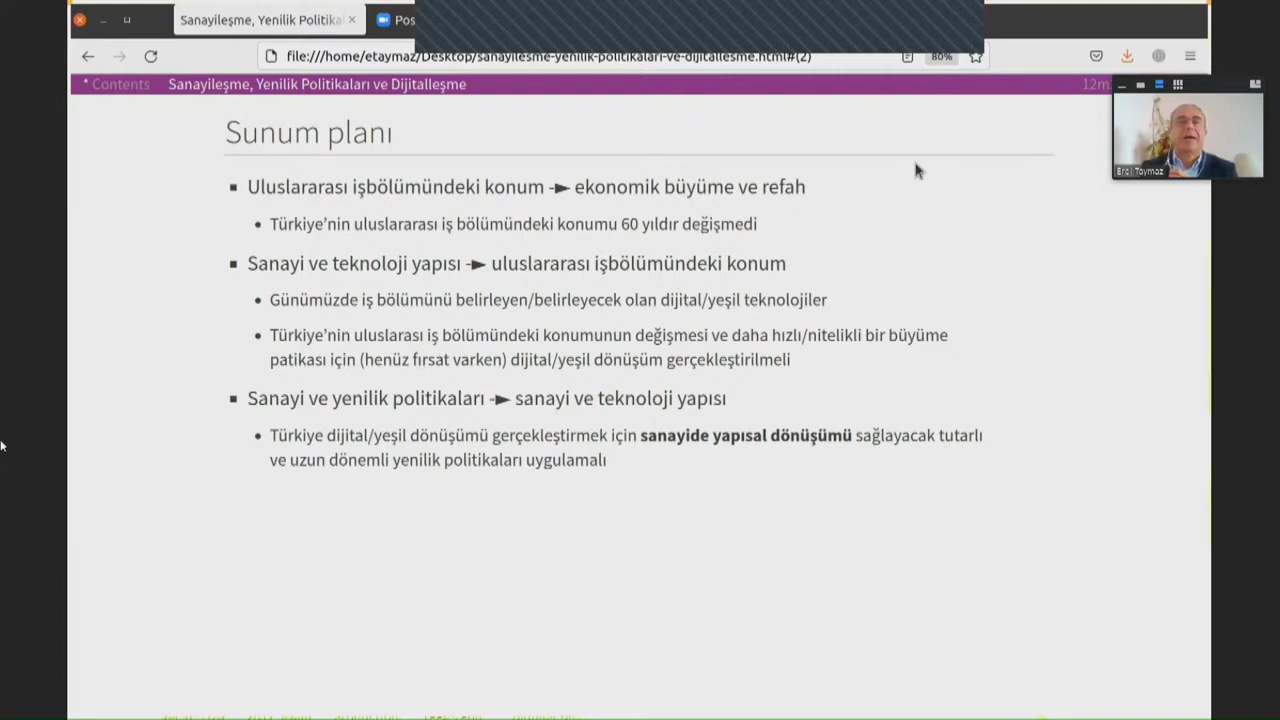 Sanayileşme, Yenilik Politika
Pos
file:///home/etaymaz/Desktop/sanayilesme-yenilik-politikalari-ve-dijitallesme.html#(2)
80%
* Contents
Sanayileşme, Yenilik Politikaları ve Dijitalleşme
12m
Erol Taymaz
Sunum planı
Uluslararası işbölümündeki konum -► ekonomik büyüme ve refah
Türkiye’nin uluslararası iş bölümündeki konumu 60 yıldır değişmedi
Sanayi ve teknoloji yapısı -► uluslararası işbölümündeki konum
Günümüzde iş bölümünü belirleyen/belirleyecek olan dijital/yeşil teknolojiler
Türkiye’nin uluslarası iş bölümündeki konumunun değişmesi ve daha hızlı/nitelikli bir büyüme
patikası için (henüz fırsat varken) dijital/yeşil dönüşüm gerçekleştirilmeli
Sanayi ve yenilik politikaları -► sanayi ve teknoloji yapısı
Türkiye dijital/yeşil dönüşümü gerçekleştirmek için sanayide yapısal dönüşümü sağlayacak tutarlı
ve uzun dönemli yenilik politikaları uygulamalı